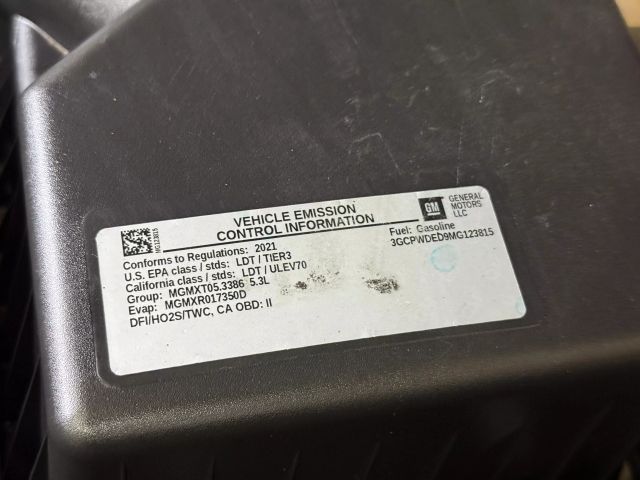 VEHICLE EMISSION
CONTROL INFORMATION
GM
GENERAL
MOTORS
LLC
MG123815
Conforms to Regulations: 2021
U.S. EPA class / stds: LDT / TIER3
California class / stds: LDT / ULEV70
Group: MGMXT05.3386 5.3L
Evap: MGMXR017350D
DFI/HO2S/TWC, CA OBD: II
Fuel: Gasoline
3GCPWDED9MG123815